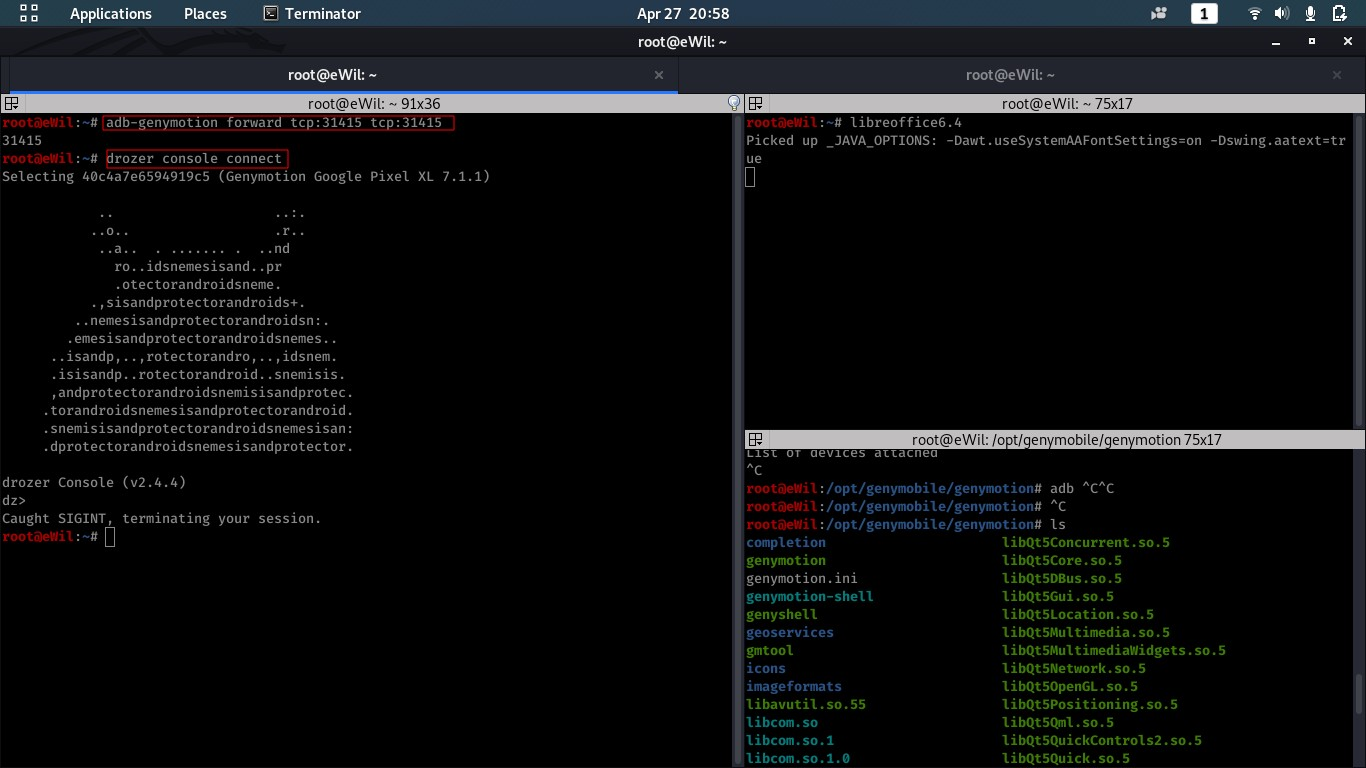 Applications Places Terminator Apr 27 20:58 1
root@eWil: ~
root@eWil: ~ × root@eWil: ~ ×
root@eWil: ~ 91x36
root@eWil:~# adb-genymotion forward tcp:31415 tcp:31415
31415
root@eWil:~# drozer console connect
Selecting 40c4a7e6594919c5 (Genymotion Google Pixel XL 7.1.1)
.. ..:.
..o.. .r..
..a.. . ....... . ..nd
ro..idsnemesisand..pr
.otectorandroidsneme.
.,sisandprotectorandroids+.
..nemesisandprotectorandroidsn:.
.emesisandprotectorandroidsnemes..
..isandp,..,rotectorandro,..,idsnem.
.isisandp..rotectorandroid..snemisis.
,andprotectorandroidsnemisisandprotec.
.torandroidsnemesisandprotectorandroid.
.snemisisandprotectorandroidsnemesisan:
.dprotectorandroidsnemesisandprotector.
drozer Console (v2.4.4)
dz>
Caught SIGINT, terminating your session.
root@eWil:~#
root@eWil: ~ 75x17
root@eWil:~# libreoffice6.4
Picked up _JAVA_OPTIONS: -Dawt.useSystemAAFontSettings=on -Dswing.aatext=tr
ue
root@eWil: /opt/genymobile/genymotion 75x17
List of devices attached
^C
root@eWil:/opt/genymobile/genymotion# adb ^C^C
root@eWil:/opt/genymobile/genymotion# ^C
root@eWil:/opt/genymobile/genymotion# ls
completion libQt5Concurrent.so.5
genymotion libQt5Core.so.5
genymotion.ini libQt5DBus.so.5
genymotion-shell libQt5Gui.so.5
genyshell libQt5Location.so.5
geoservices libQt5Multimedia.so.5
gmtool libQt5MultimediaWidgets.so.5
icons libQt5Network.so.5
imageformats libQt5OpenGL.so.5
libavutil.so.55 libQt5Positioning.so.5
libcom.so libQt5Qml.so.5
libcom.so.1 libQt5QuickControls2.so.5
libcom.so.1.0 libQt5Quick.so.5